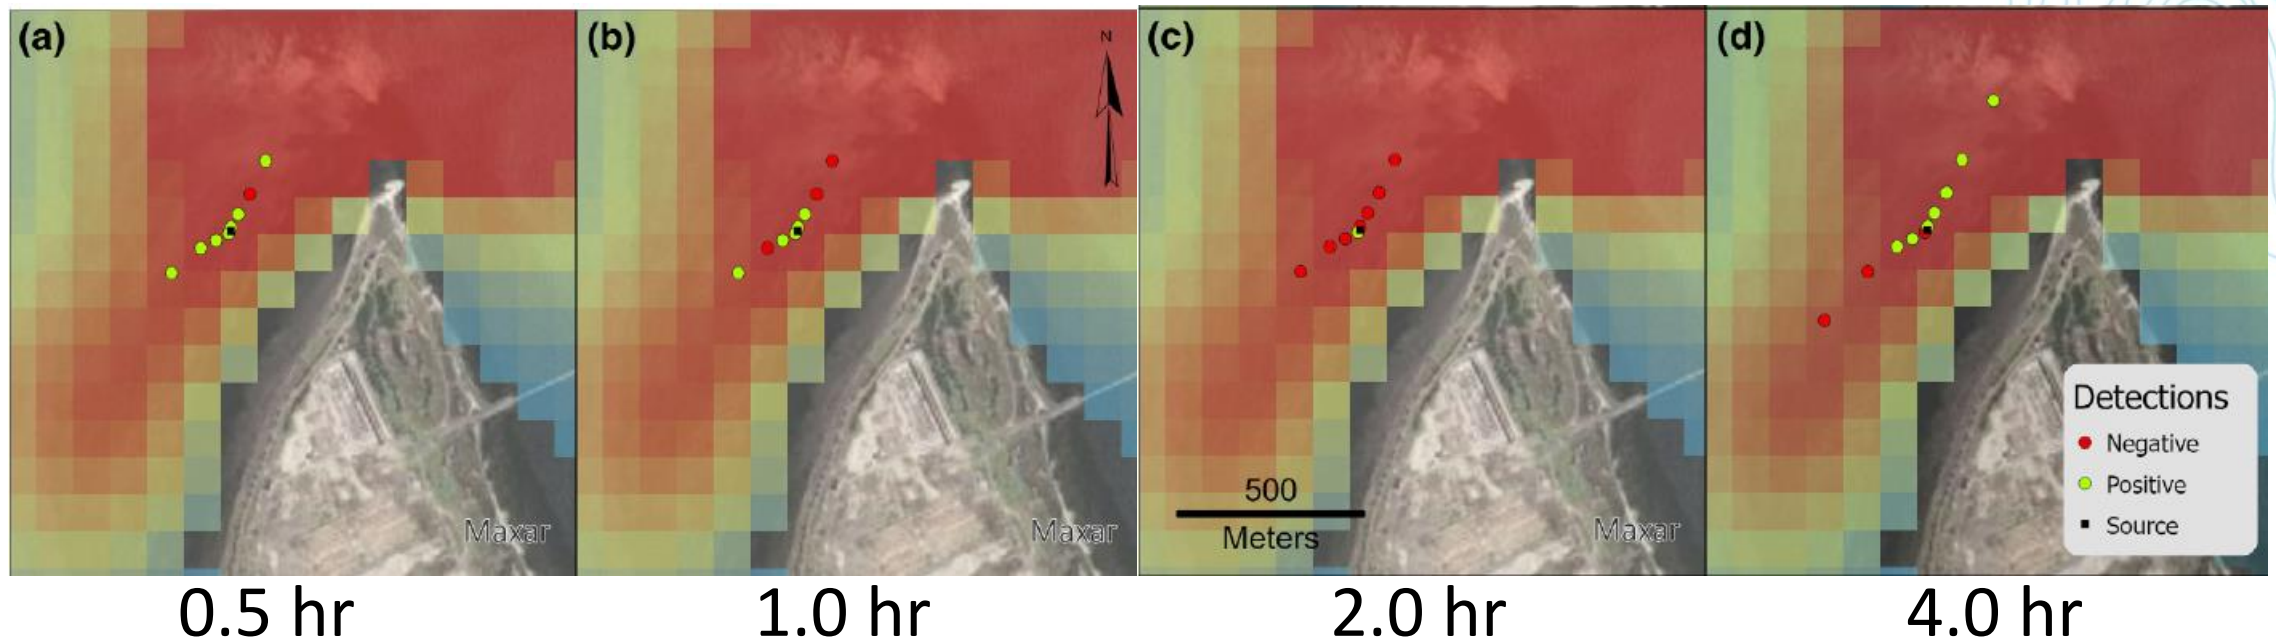 (a)
(b)
N
(c)
(d)
Detections
Negative
Positive
Source
500
Meters
Maxar
Maxar
Maxar
0.5 hr
1.0 hr
2.0 hr
4.0 hr